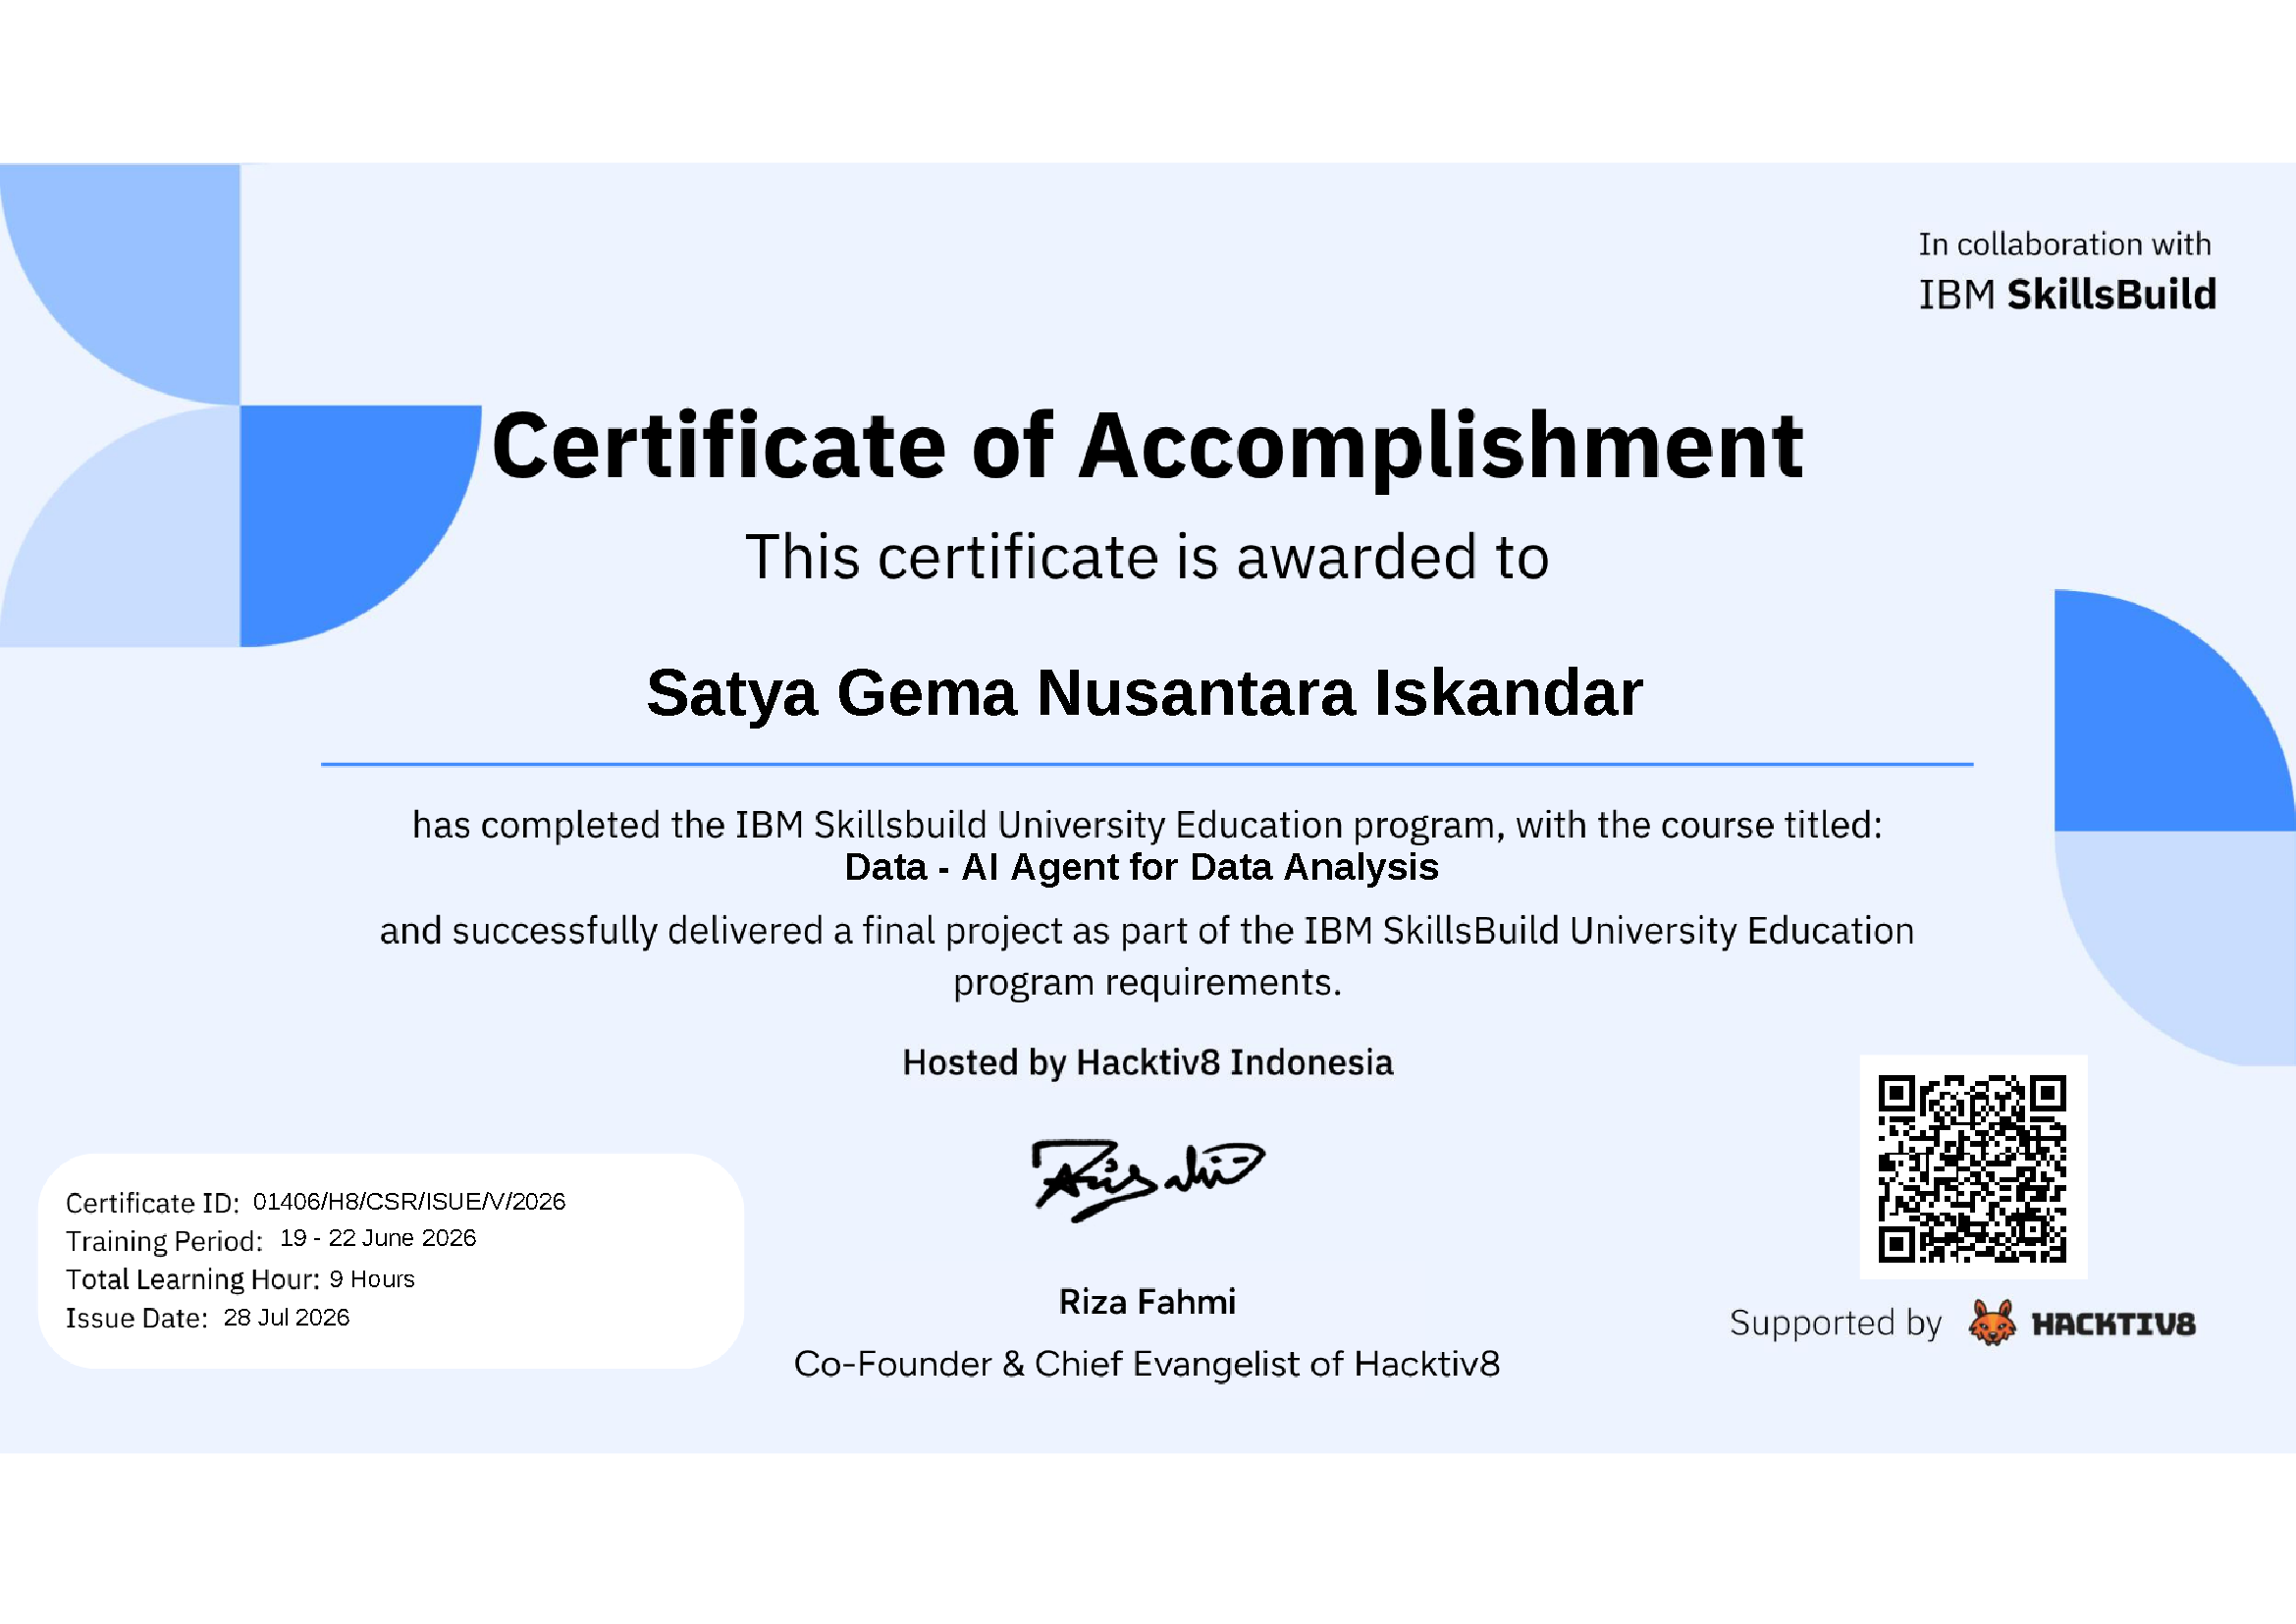 In collaboration with
IBM SkillsBuild
Certificate of Accomplishment
This certificate is awarded to
Satya Gema Nusantara Iskandar
has completed the IBM Skillsbuild University Education program, with the course titled:
Data - AI Agent for Data Analysis
and successfully delivered a final project as part of the IBM SkillsBuild University Education
program requirements.
Hosted by Hacktiv8 Indonesia
Certificate ID: 01406/H8/CSR/ISUE/V/2026
Training Period: 19 - 22 June 2026
Total Learning Hour: 9 Hours
Issue Date: 28 Jul 2026
Riza Fahmi
Co-Founder & Chief Evangelist of Hacktiv8
Supported by HACKTIV8